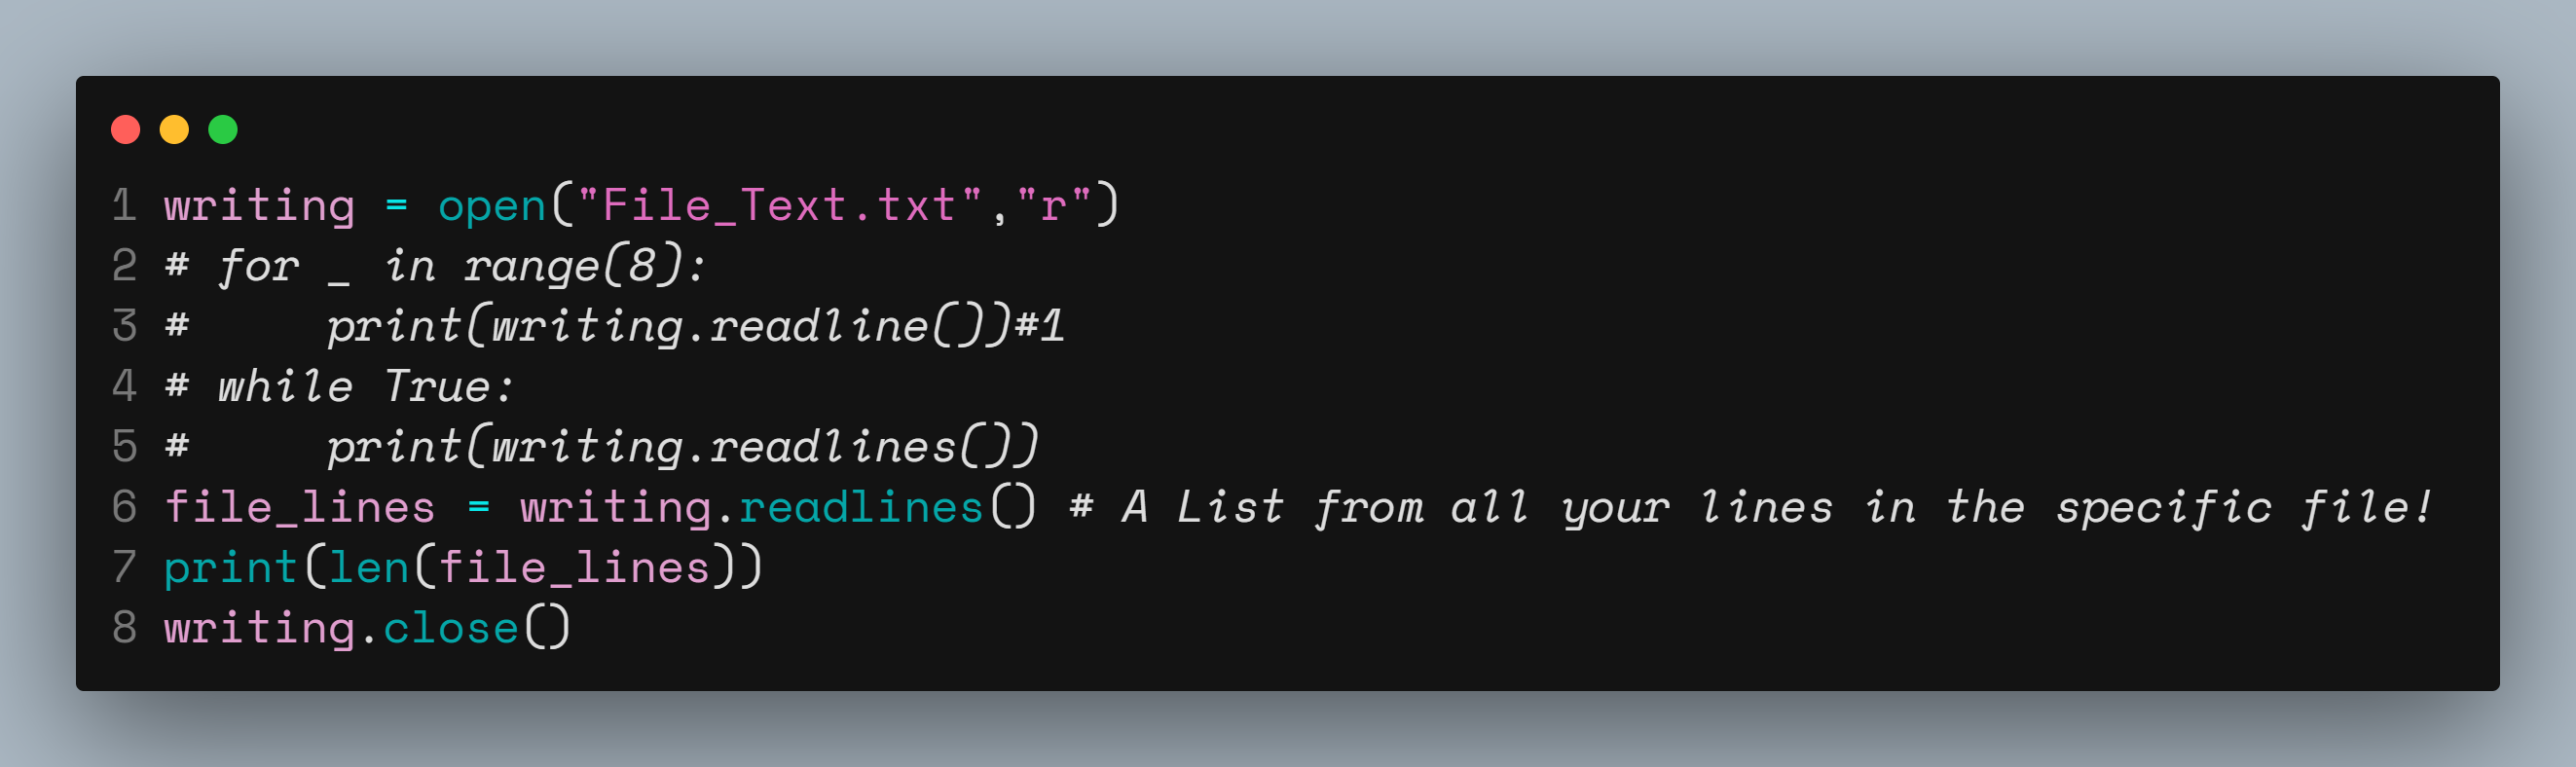 1 writing = open("File_Text.txt","r")
2 # for _ in range(8):
3 #     print(writing.readline())#1
4 # while True:
5 #     print(writing.readlines())
6 file_lines = writing.readlines() # A List from all your lines in the specific file!
7 print(len(file_lines))
8 writing.close()